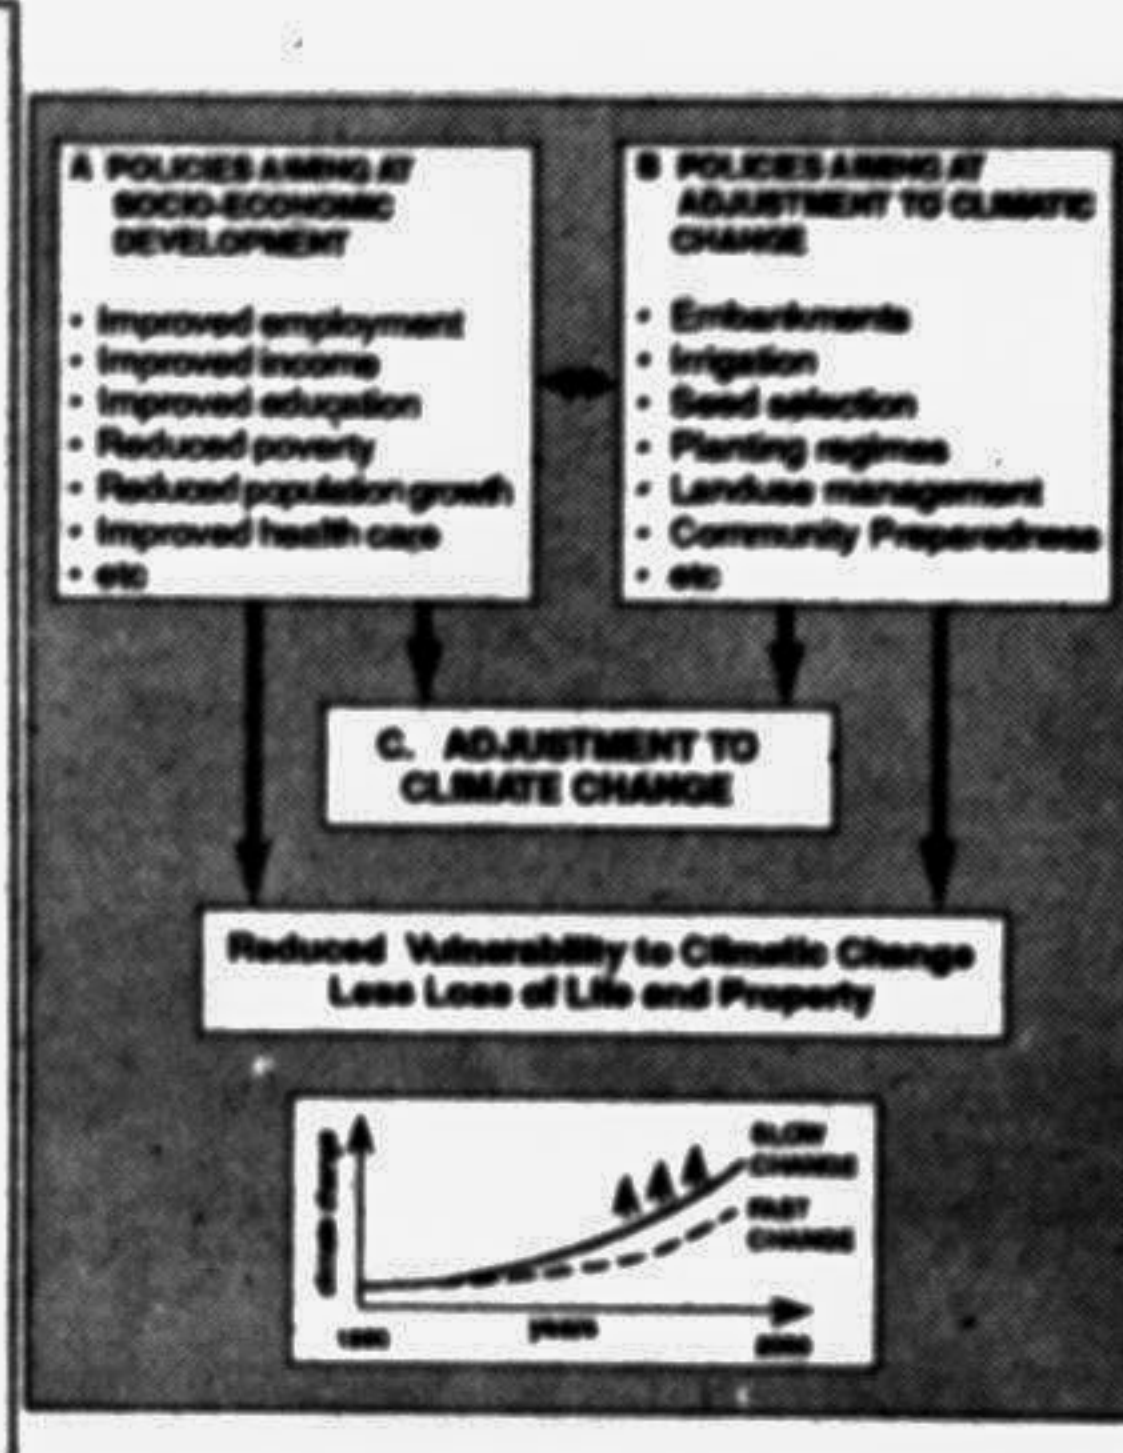 A POLICIES AIMING AT
SOCIO-ECONOMIC
DEVELOPMENT
• Improved employment
• Improved income
• Improved education
• Reduced poverty
• Reduced population growth
• Improved health care
• etc
B POLICIES AIMING AT
ADJUSTMENT TO CLIMATIC
CHANGE
• Embankments
• Irrigation
• Seed selection
• Planting regimes
• Landuse management
• Community Preparedness
• etc
C. ADJUSTMENT TO
CLIMATE CHANGE
Reduced Vulnerability to Climatic Change
Less Loss of Life and Property
SLOW
CHANGE
FAST
CHANGE
climate change
years